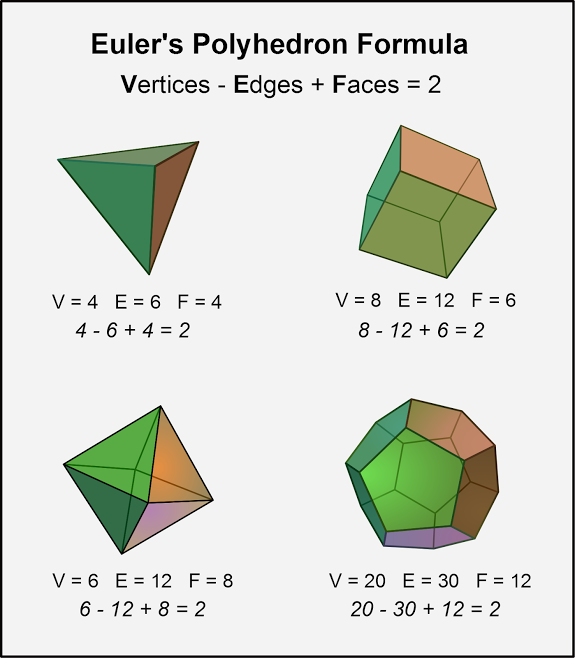 Euler's Polyhedron Formula
Vertices - Edges + Faces = 2
V = 4 E = 6 F = 4
4 - 6 + 4 = 2
V = 8 E = 12 F = 6
8 - 12 + 6 = 2
V = 6 E = 12 F = 8
6 - 12 + 8 = 2
V = 20 E = 30 F = 12
20 - 30 + 12 = 2